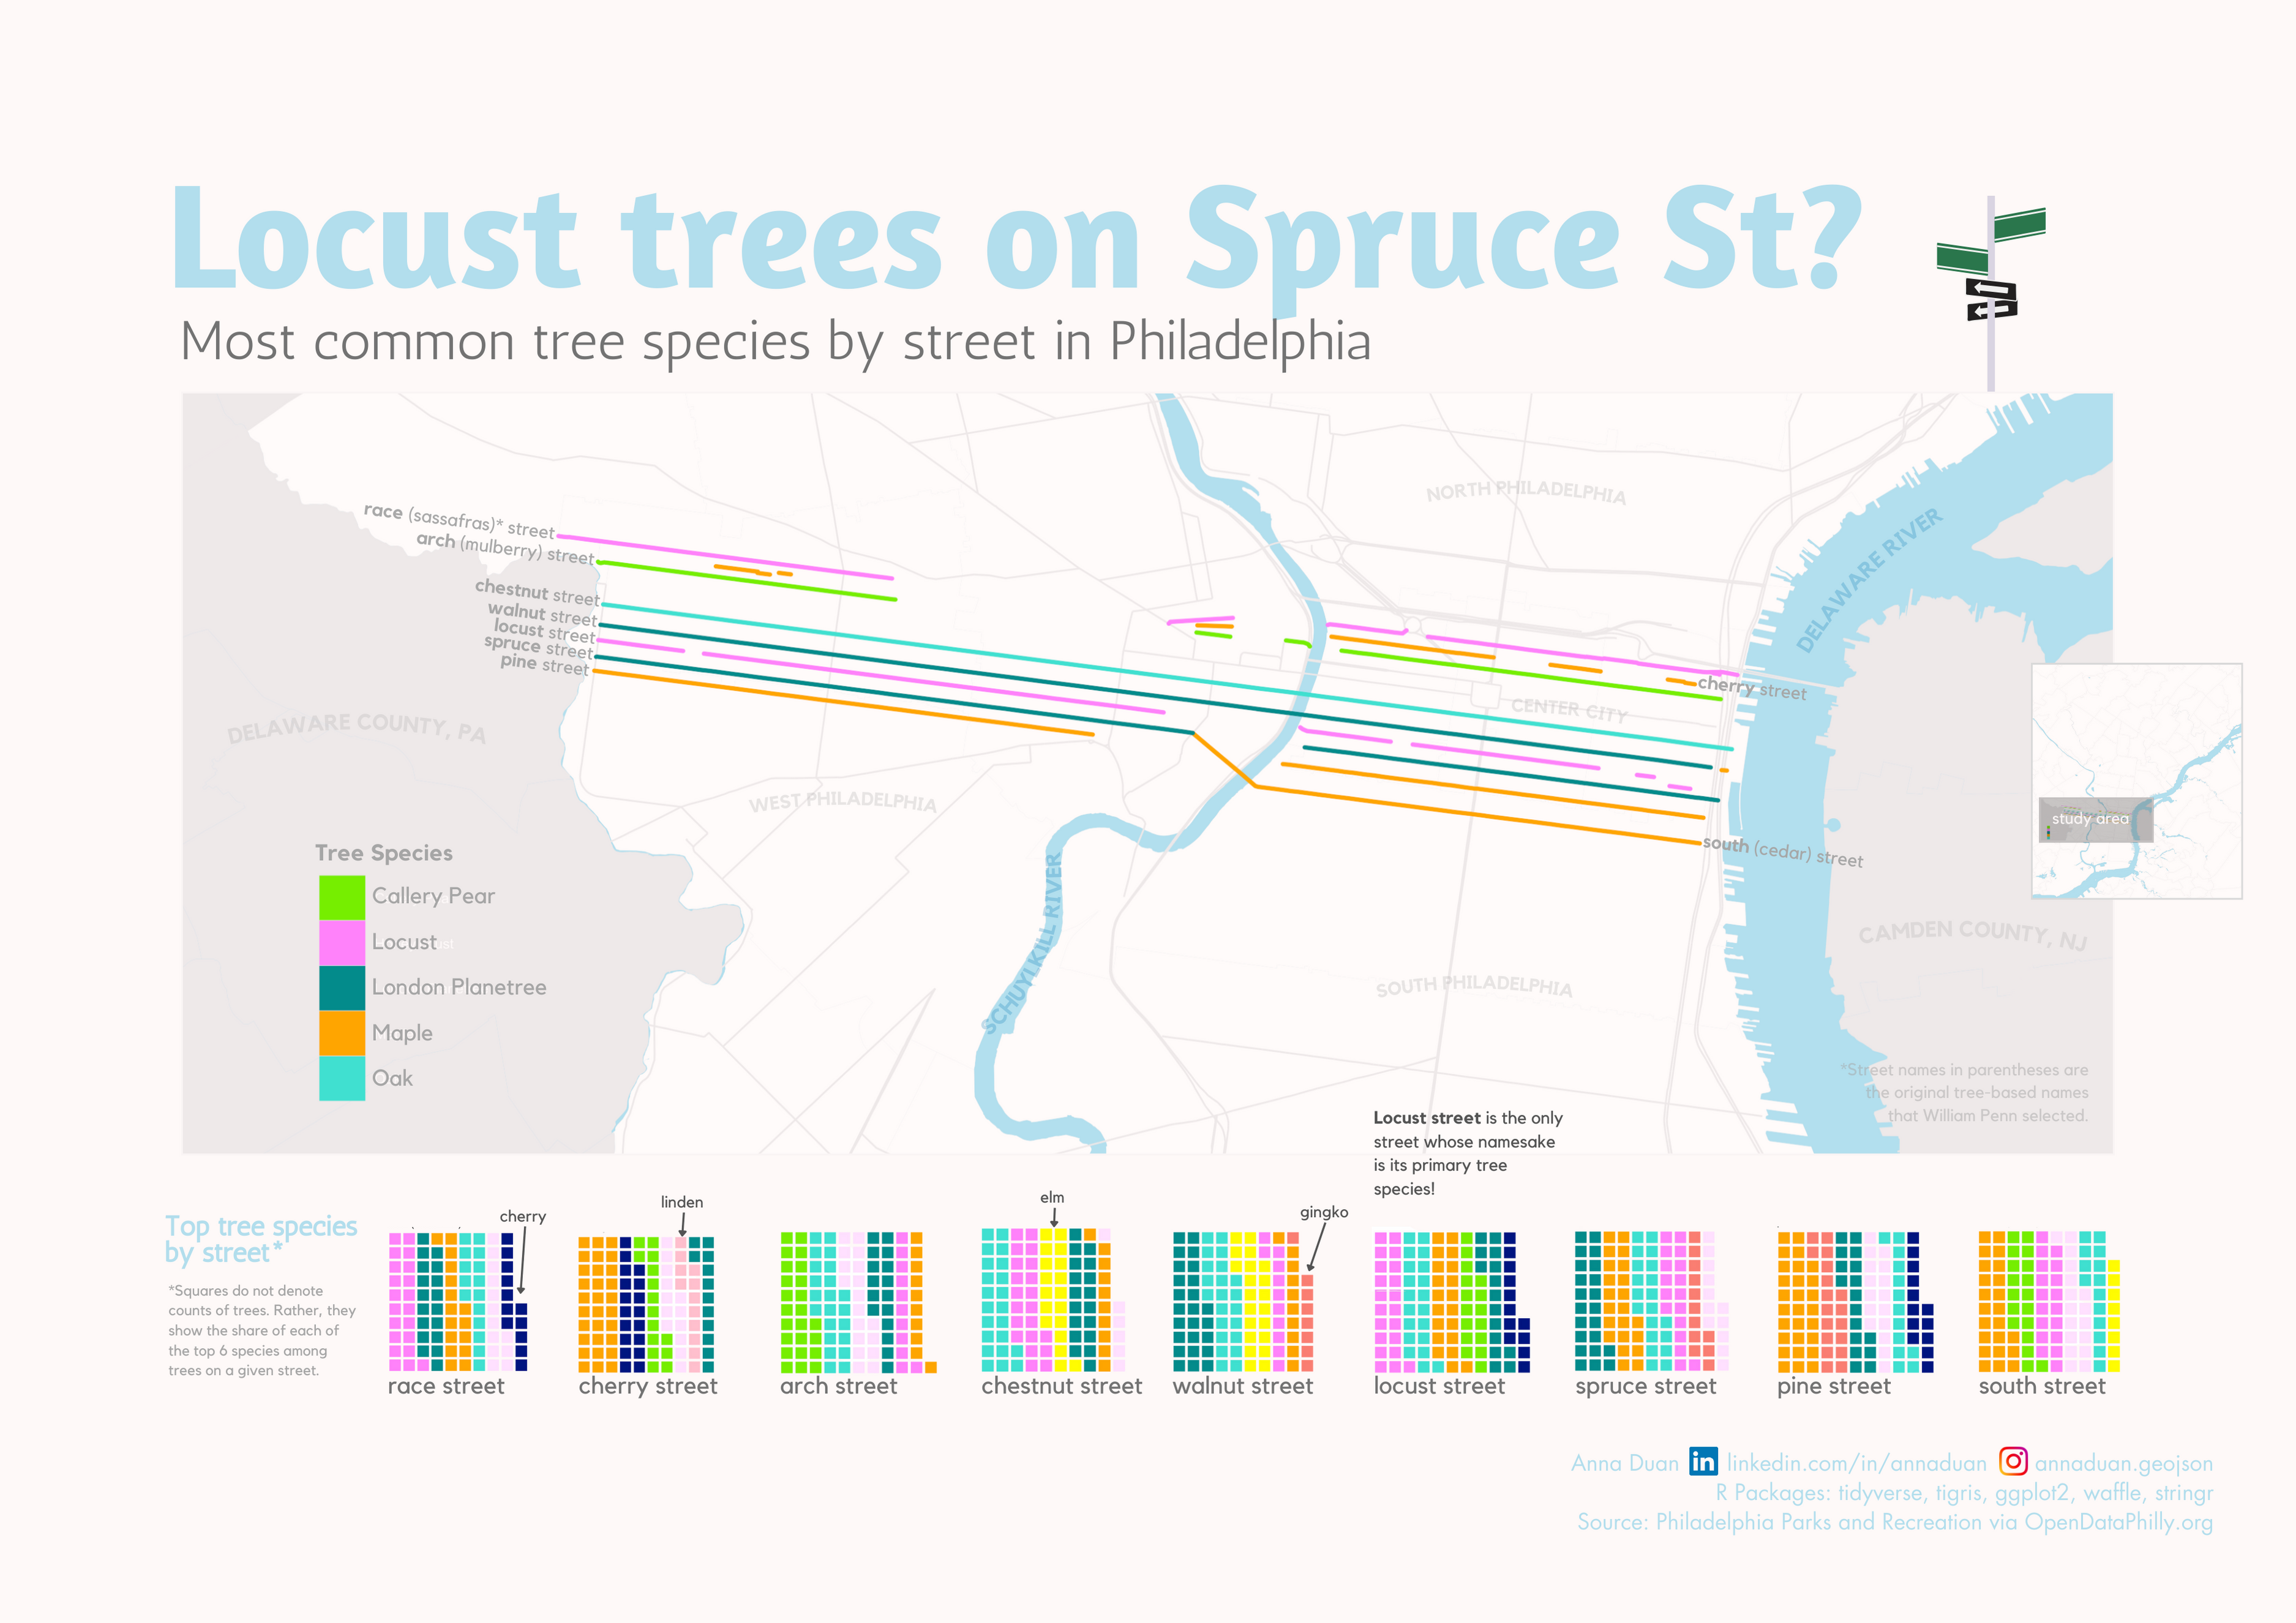 Locust trees on Spruce St?
Most common tree species by street in Philadelphia
NORTH PHILADELPHIA
race (sassafras)* street
arch (mulberry) street
DELAWARE RIVER
chestnut street
walnut street
locust street
spruce street
pine street
cherry street
CENTER CITY
DELAWARE COUNTY, PA
WEST PHILADELPHIA
study area
south (cedar) street
Tree Species
Callery Pear
Locust
London Planetree
Maple
Oak
SCHUYLKILL RIVER
CAMDEN COUNTY, NJ
SOUTH PHILADELPHIA
*Street names in parentheses are
the original tree-based names
that William Penn selected.
Locust street is the only
street whose namesake
is its primary tree
species!
Top tree species
by street*
*Squares do not denote
counts of trees. Rather, they
show the share of each of
the top 6 species among
trees on a given street.
cherry
linden
elm
gingko
race street
cherry street
arch street
chestnut street
walnut street
locust street
spruce street
pine street
south street
Anna Duan in linkedin.com/in/annaduan annaduan.geojson
R Packages: tidyverse, tigris, ggplot2, waffle, stringr
Source: Philadelphia Parks and Recreation via OpenDataPhilly.org